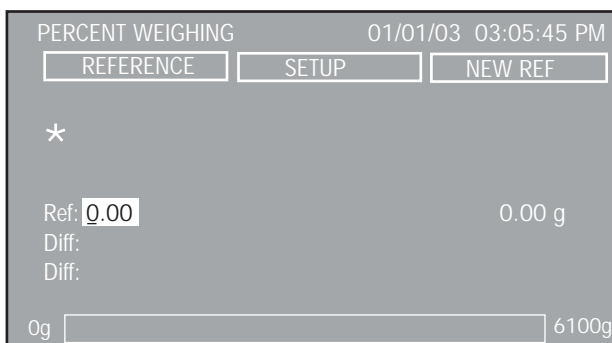 PERCENT WEIGHING 01/01/03 03:05:45 PM
REFERENCE SETUP NEW REF
*
Ref: 0.00 0.00 g
Diff:
Diff:
0g 6100g